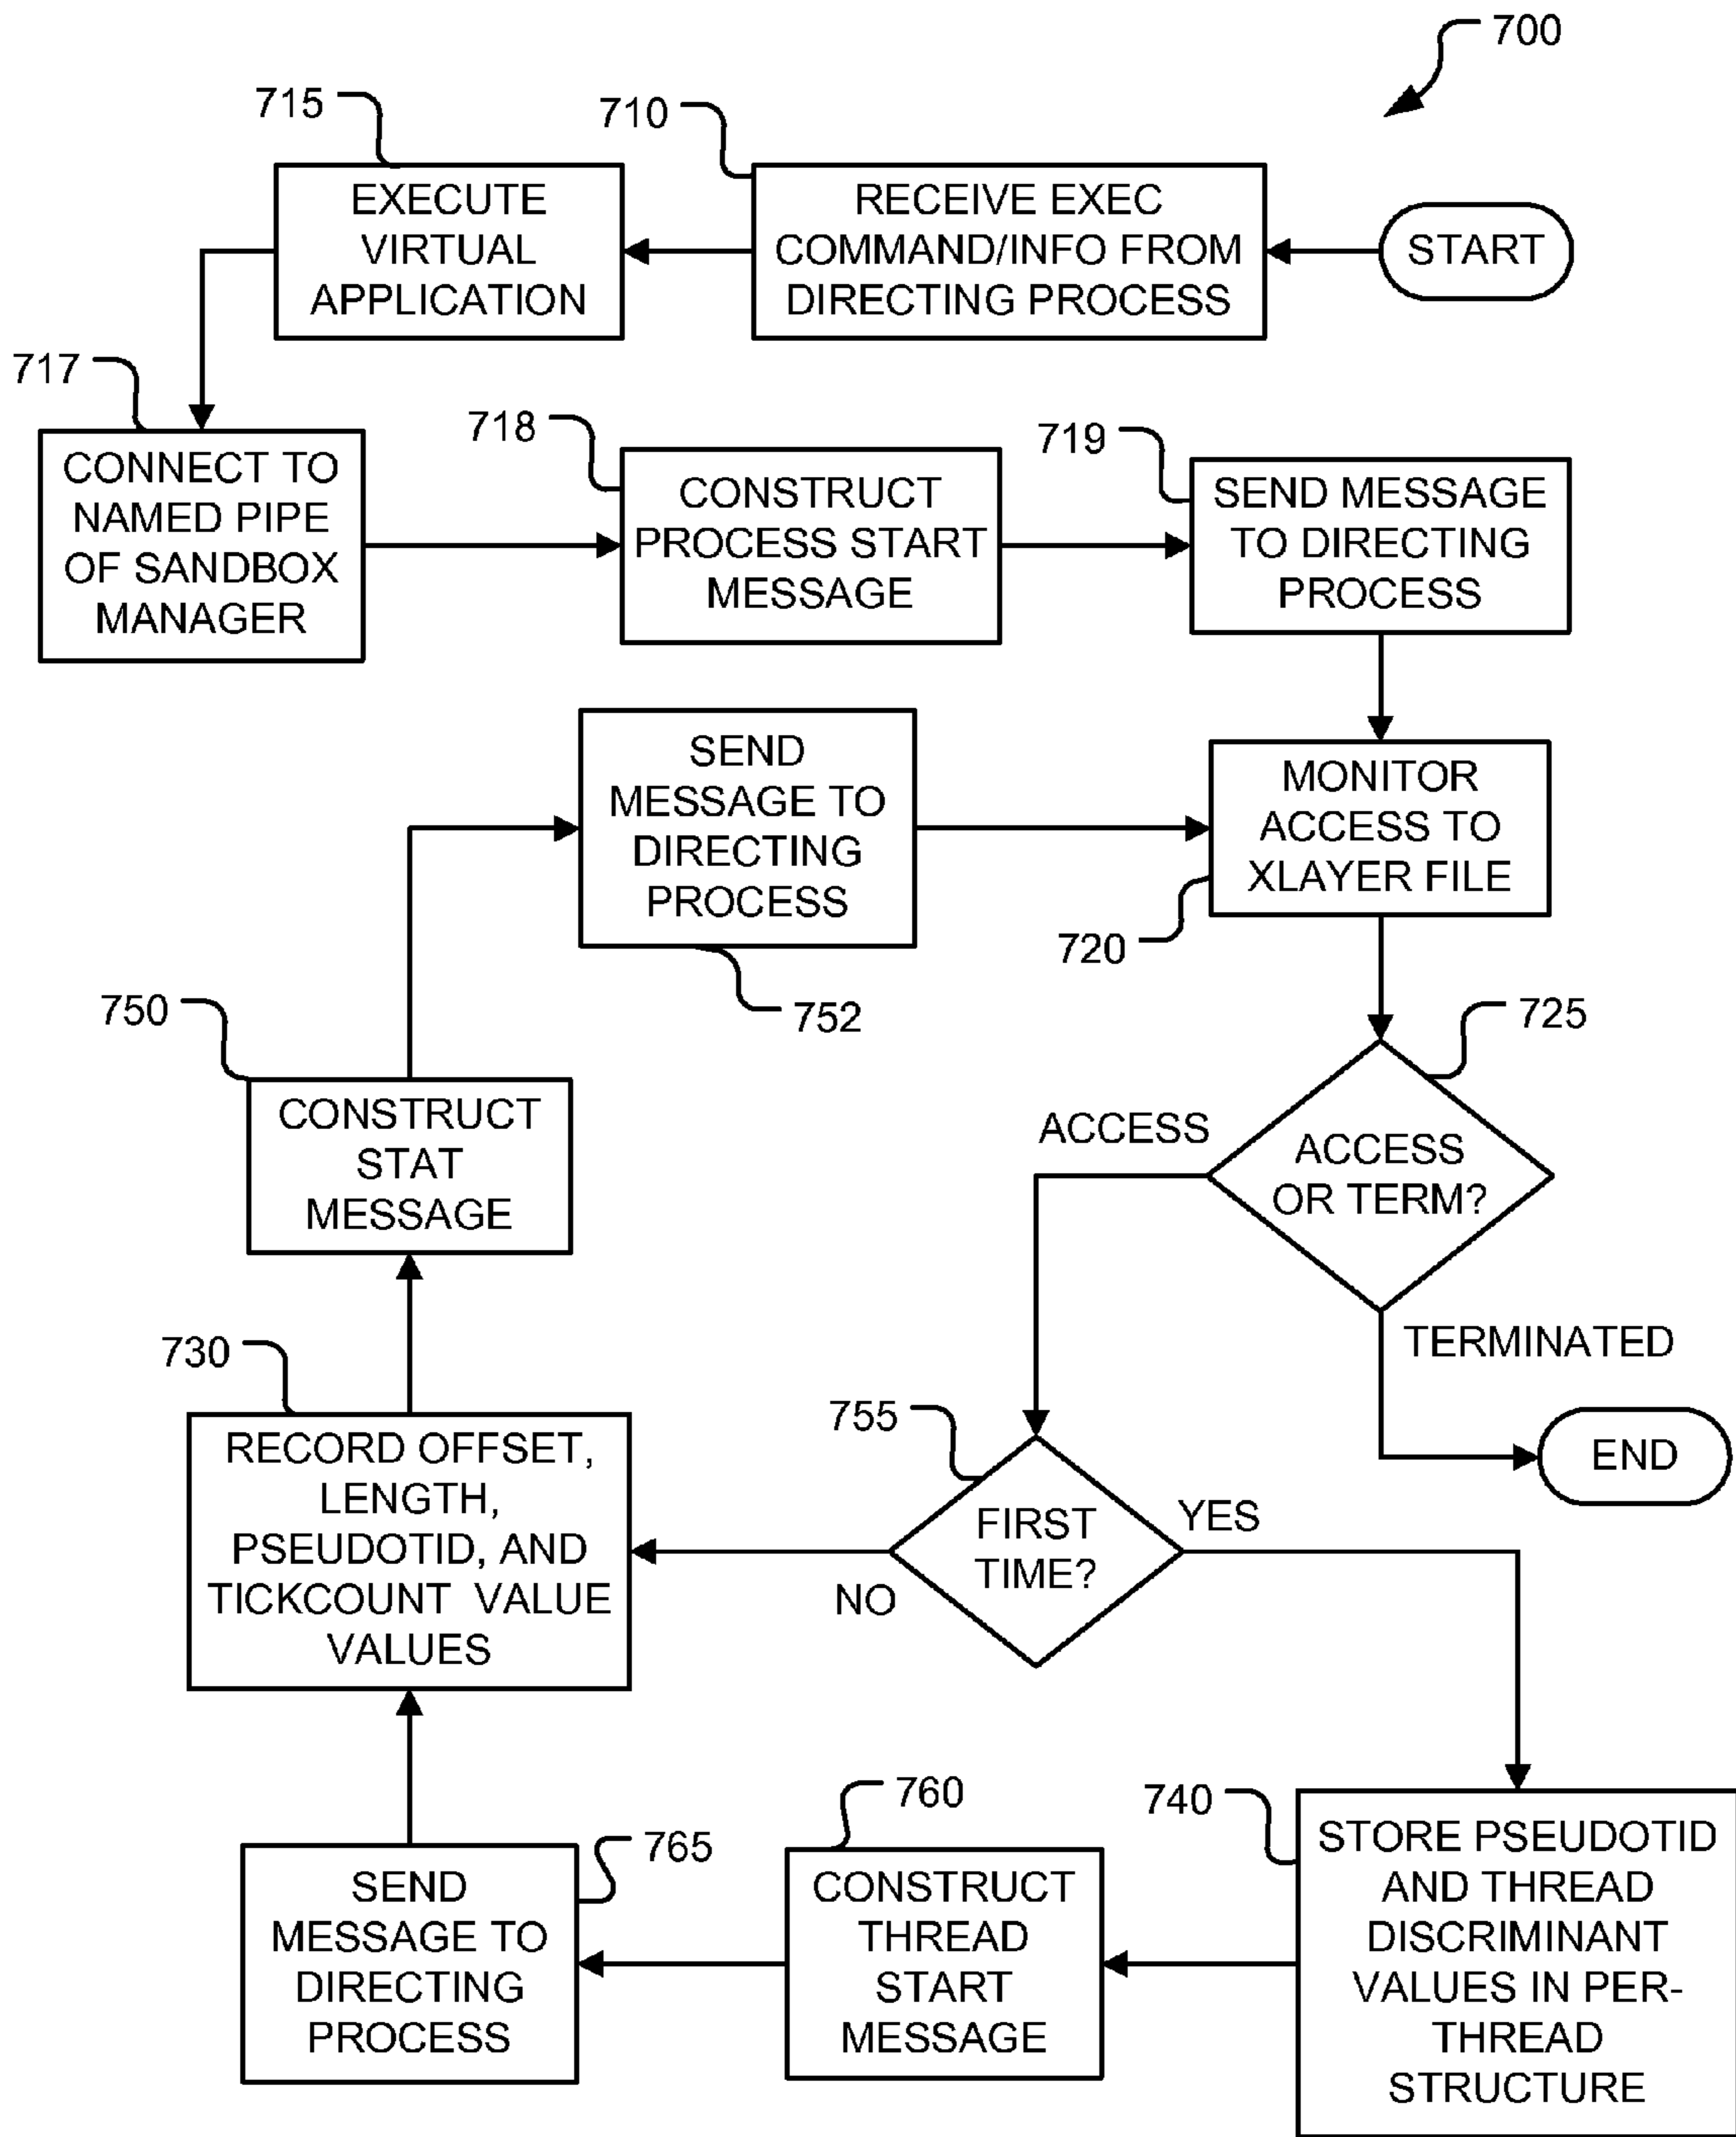 700
715
710
EXECUTE
VIRTUAL
APPLICATION
RECEIVE EXEC
COMMAND/INFO FROM
DIRECTING PROCESS
START
717
718
719
CONNECT TO
NAMED PIPE
OF SANDBOX
MANAGER
CONSTRUCT
PROCESS START
MESSAGE
SEND MESSAGE
TO DIRECTING
PROCESS
SEND
MESSAGE TO
DIRECTING
PROCESS
752
MONITOR
ACCESS TO
XLAYER FILE
720
750
CONSTRUCT
STAT
MESSAGE
725
ACCESS
ACCESS
OR TERM?
TERMINATED
END
730
RECORD OFFSET,
LENGTH,
PSEUDOTID, AND
TICKCOUNT VALUE
VALUES
755
FIRST
TIME?
YES
NO
765
SEND
MESSAGE TO
DIRECTING
PROCESS
760
CONSTRUCT
THREAD
START
MESSAGE
740
STORE PSEUDOTID
AND THREAD
DISCRIMINANT
VALUES IN PER-
THREAD
STRUCTURE